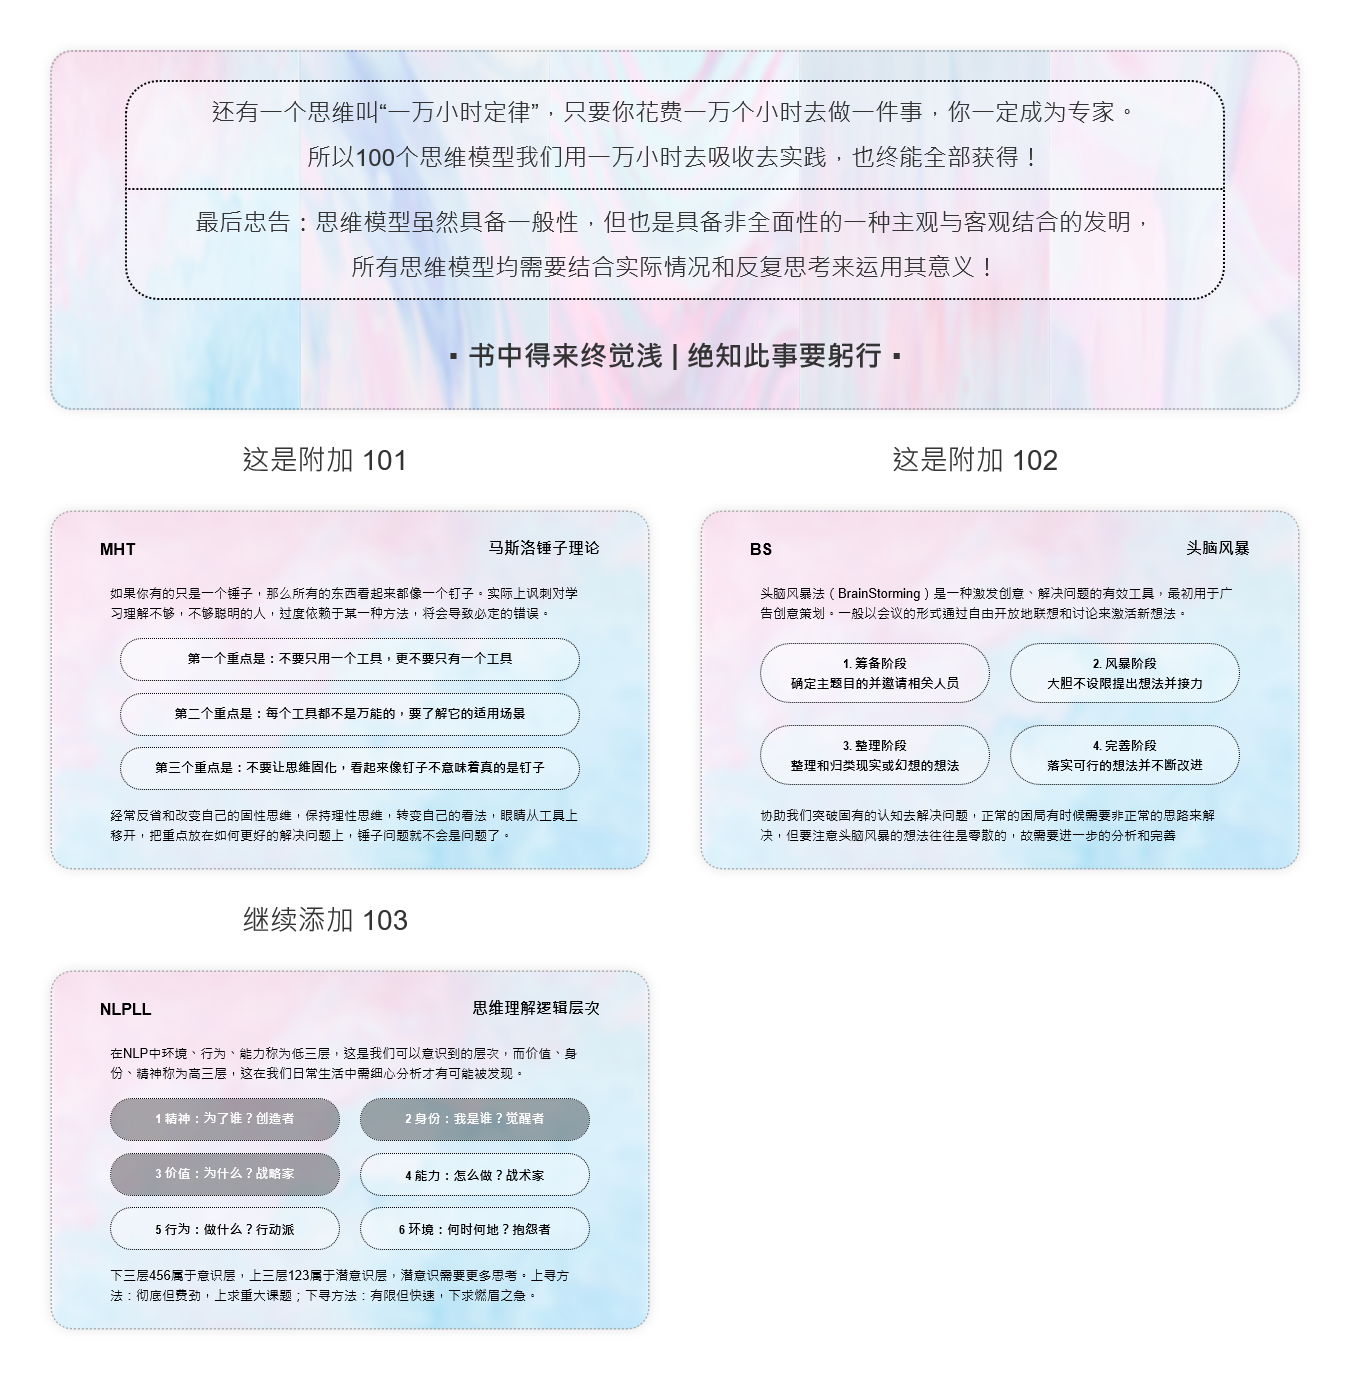 还有一个思维叫“一万小时定律”，只要你花费一万个小时去做一件事，你一定成为专家。
所以100个思维模型我们用一万小时去吸收去实践，也终能全部获得！
最后忠告：思维模型虽然具备一般性，但也是具备非全面性的一种主观与客观结合的发明，
所有思维模型均需要结合实际情况和反复思考来运用其意义！
▪ 书中得来终觉浅 | 绝知此事要躬行 ▪
这是附加 101
MHT
马斯洛锤子理论
如果你有的只是一个锤子，那么所有的东西看起来都像一个钉子。实际上讽刺对学
习理解不够，不够聪明的人，过度依赖于某一种方法，将会导致必定的错误。
第一个重点是：不要只用一个工具，更不要只有一个工具
第二个重点是：每个工具都不是万能的，要了解它的适用场景
第三个重点是：不要让思维固化，看起来像钉子不意味着真的是钉子
经常反省和改变自己的固性思维，保持理性思维，转变自己的看法，眼睛从工具上
移开，把重点放在如何更好的解决问题上，锤子问题就不会是问题了。
这是附加 102
BS
头脑风暴
头脑风暴法（BrainStorming）是一种激发创意、解决问题的有效工具，最初用于广
告创意策划。一般以会议的形式通过自由开放地联想和讨论来激活新想法。
1. 筹备阶段
确定主题目的并邀请相关人员
2. 风暴阶段
大胆不设限提出想法并接力
3. 整理阶段
整理和归类现实或幻想的想法
4. 完善阶段
落实可行的想法并不断改进
协助我们突破固有的认知去解决问题，正常的困局有时候需要非正常的思路来解
决，但要注意头脑风暴的想法往往是零散的，故需要进一步的分析和完善
继续添加 103
NLPLL
思维理解逻辑层次
在NLP中环境、行为、能力称为低三层，这是我们可以意识到的层次，而价值、身
份、精神称为高三层，这在我们日常生活中需细心分析才有可能被发现。
1 精神：为了谁？创造者
2 身份：我是谁？觉醒者
3 价值：为什么？战略家
4 能力：怎么做？战术家
5 行为：做什么？行动派
6 环境：何时何地？抱怨者
下三层456属于意识层，上三层123属于潜意识层，潜意识需要更多思考。上寻方
法：彻底但费劲，上求重大课题；下寻方法：有限但快速，下求燃眉之急。